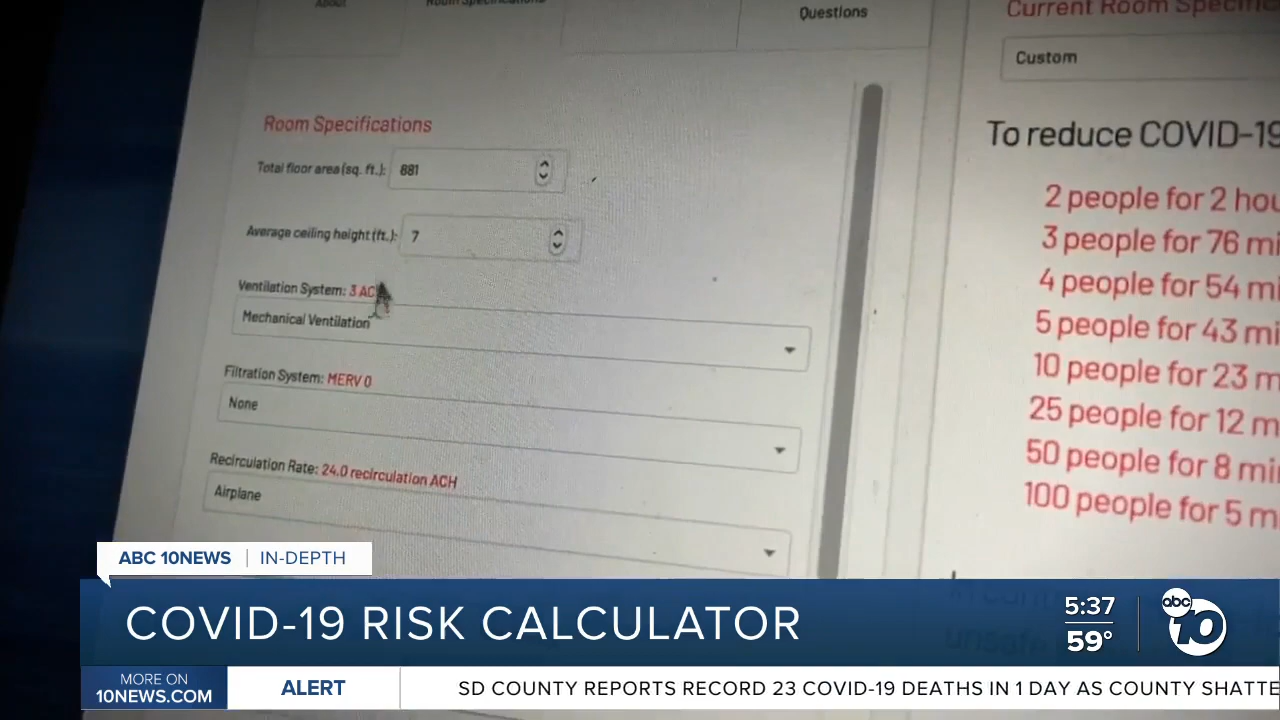 About
Room Specifications
Questions
Room Specifications
Total floor area (sq. ft.): 881
Average ceiling height (ft.): 7
Ventilation System: 3
Mechanical Ventilation
Filtration System: MERV 0
None
Recirculation Rate: 24.0 recirculation ACH
Airplane
Current Room Specific
Custom
To reduce COVID-19
2 people for 2 hou
3 people for 76 mi
4 people for 54 mi
5 people for 43 mi
10 people for 23 m
25 people for 12 m
50 people for 8 mi
100 people for 5 m
ABC 10NEWS | IN-DEPTH
COVID-19 RISK CALCULATOR
5:37
59°
abc 10
MORE ON
10NEWS.COM
ALERT
SD COUNTY REPORTS RECORD 23 COVID-19 DEATHS IN 1 DAY AS COUNTY SHATTE